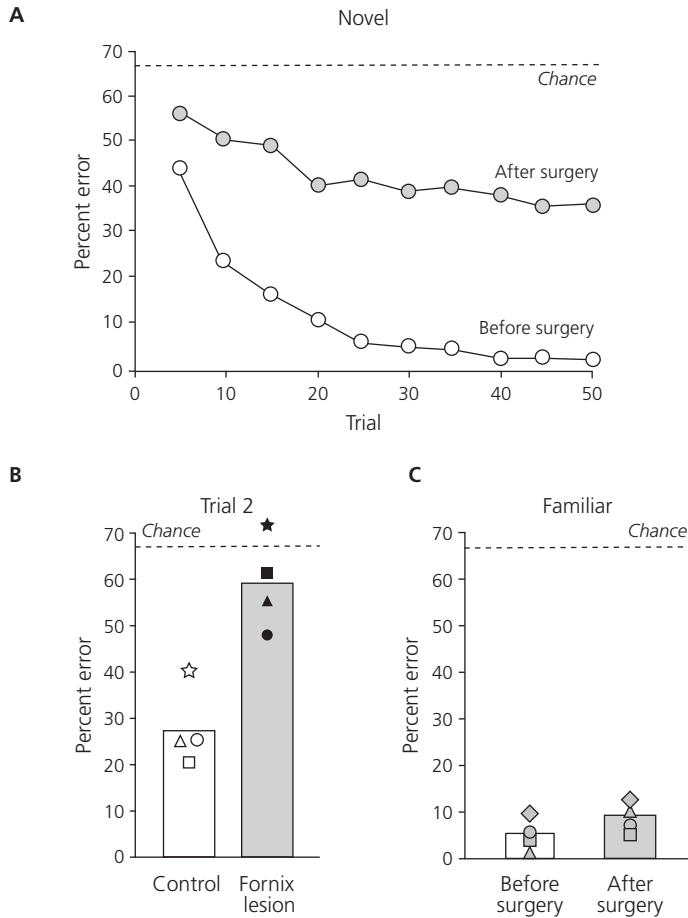 A
Novel
70
60
50
40
30
20
10
0
Percent error
Chance
After surgery
Before surgery
0 10 20 30 40 50
Trial
B
Trial 2
70
60
50
40
30
20
10
0
Percent error
Chance
Control Fornix
lesion
C
Familiar
70
60
50
40
30
20
10
0
Percent error
Chance
Before
surgery
After
surgery